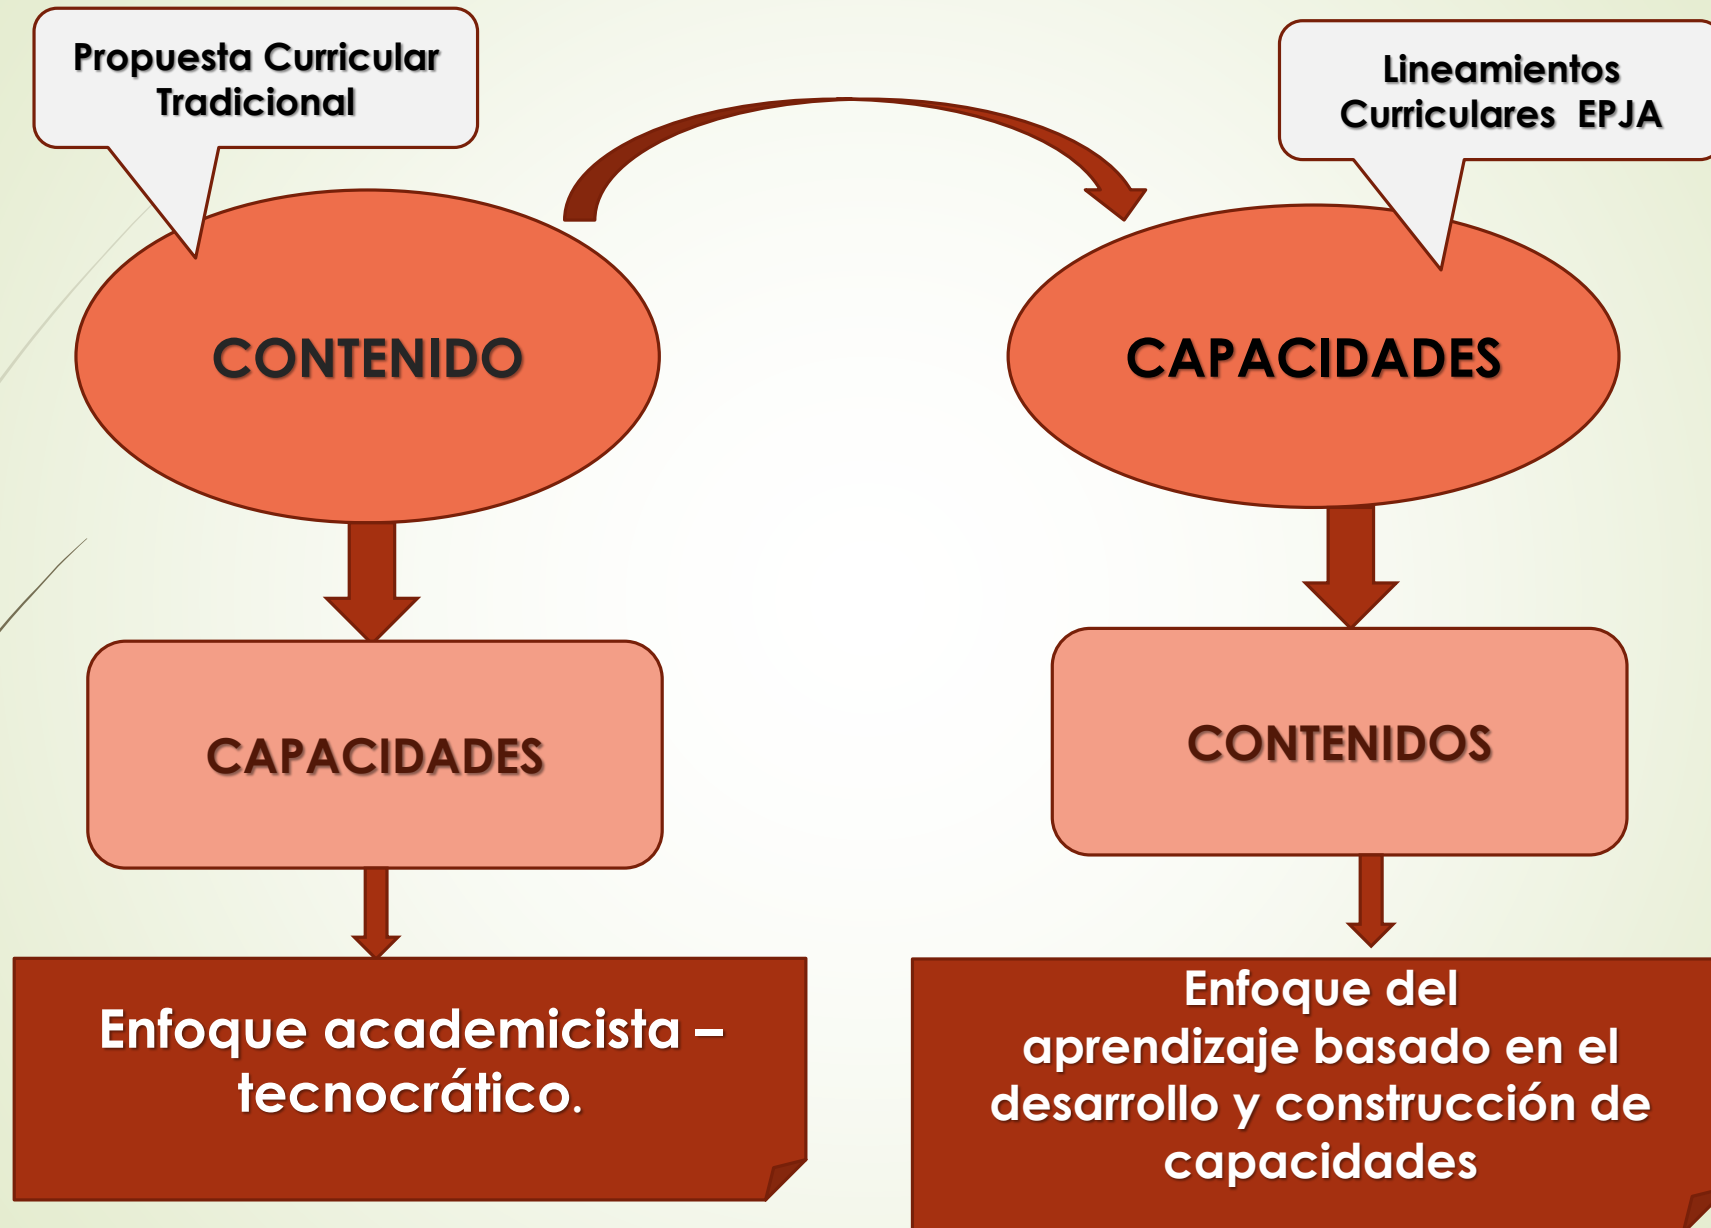 Propuesta Curricular
Tradicional
Lineamientos
Curriculares EPJA
CONTENIDO
CAPACIDADES
CAPACIDADES
CONTENIDOS
Enfoque academicista –
tecnocrático.
Enfoque del
aprendizaje basado en el
desarrollo y construcción de
capacidades